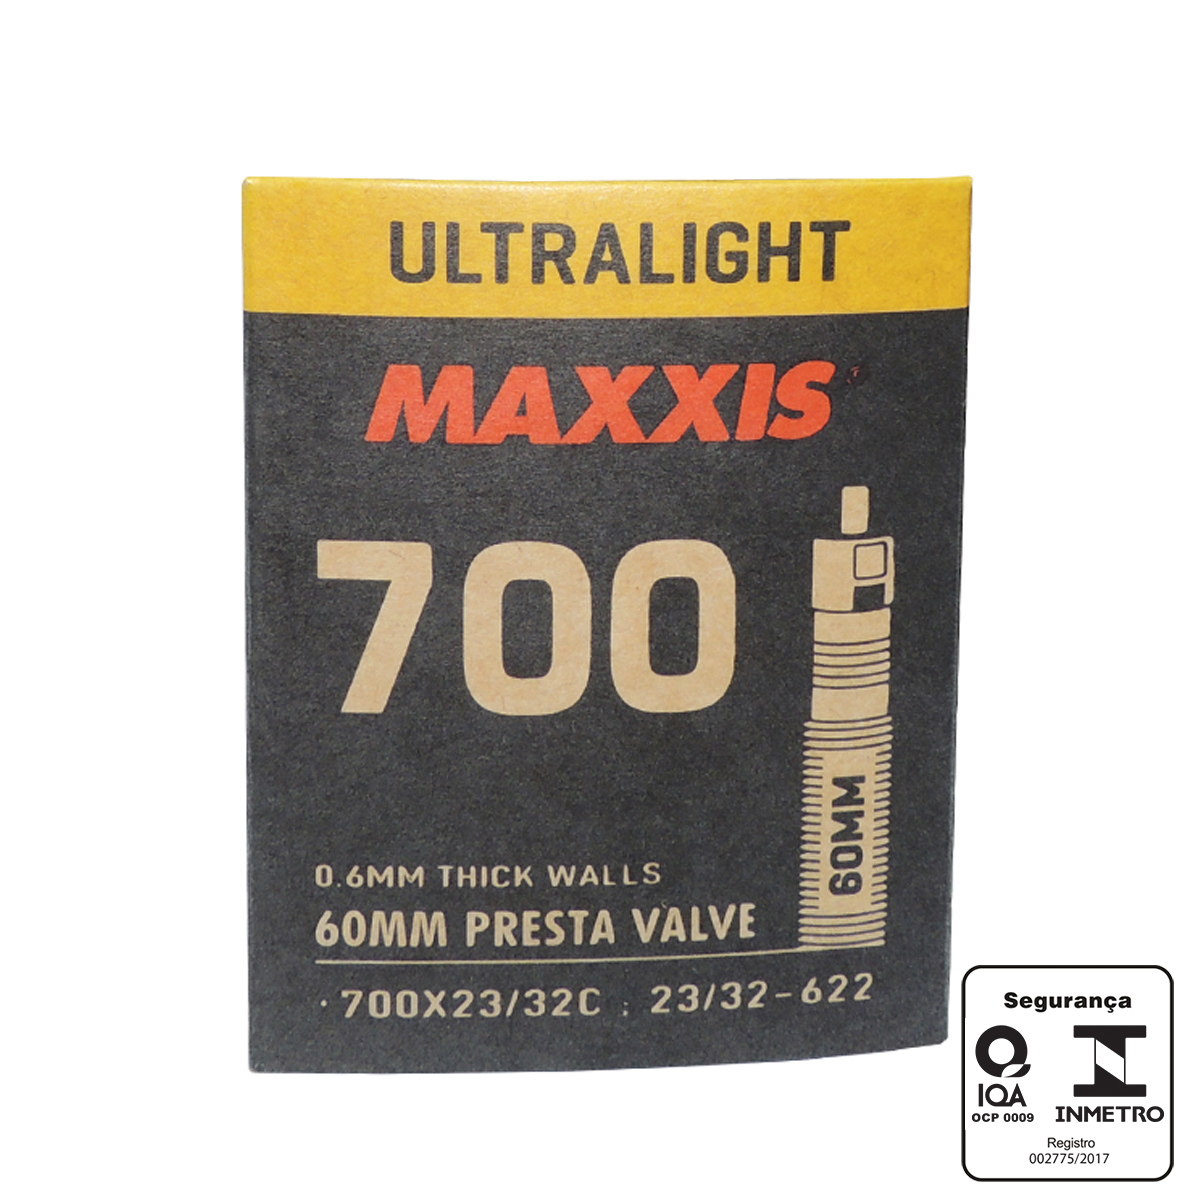 ULTRALIGHT
MAXXIS®
700
60MM
0.6MM THICK WALLS
60MM PRESTA VALVE
· 700X23/32C : 23/32-622
Segurança
IQA
OCP 0009
INMETRO
Registro
002775/2017